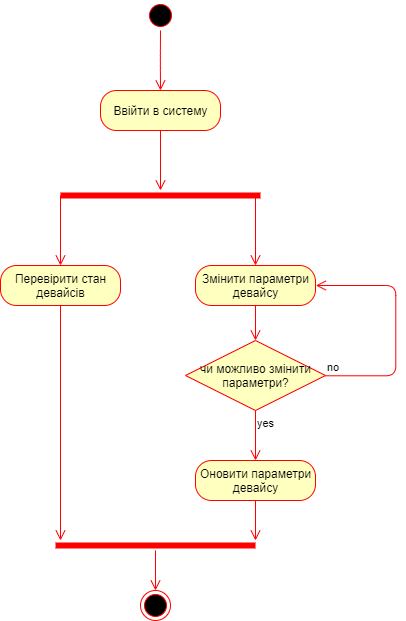 Ввійти в систему
Перевірити стан
девайсів
Змінити параметри
девайсу
чи можливо змінити
параметри?
no
yes
Оновити параметри
девайсу